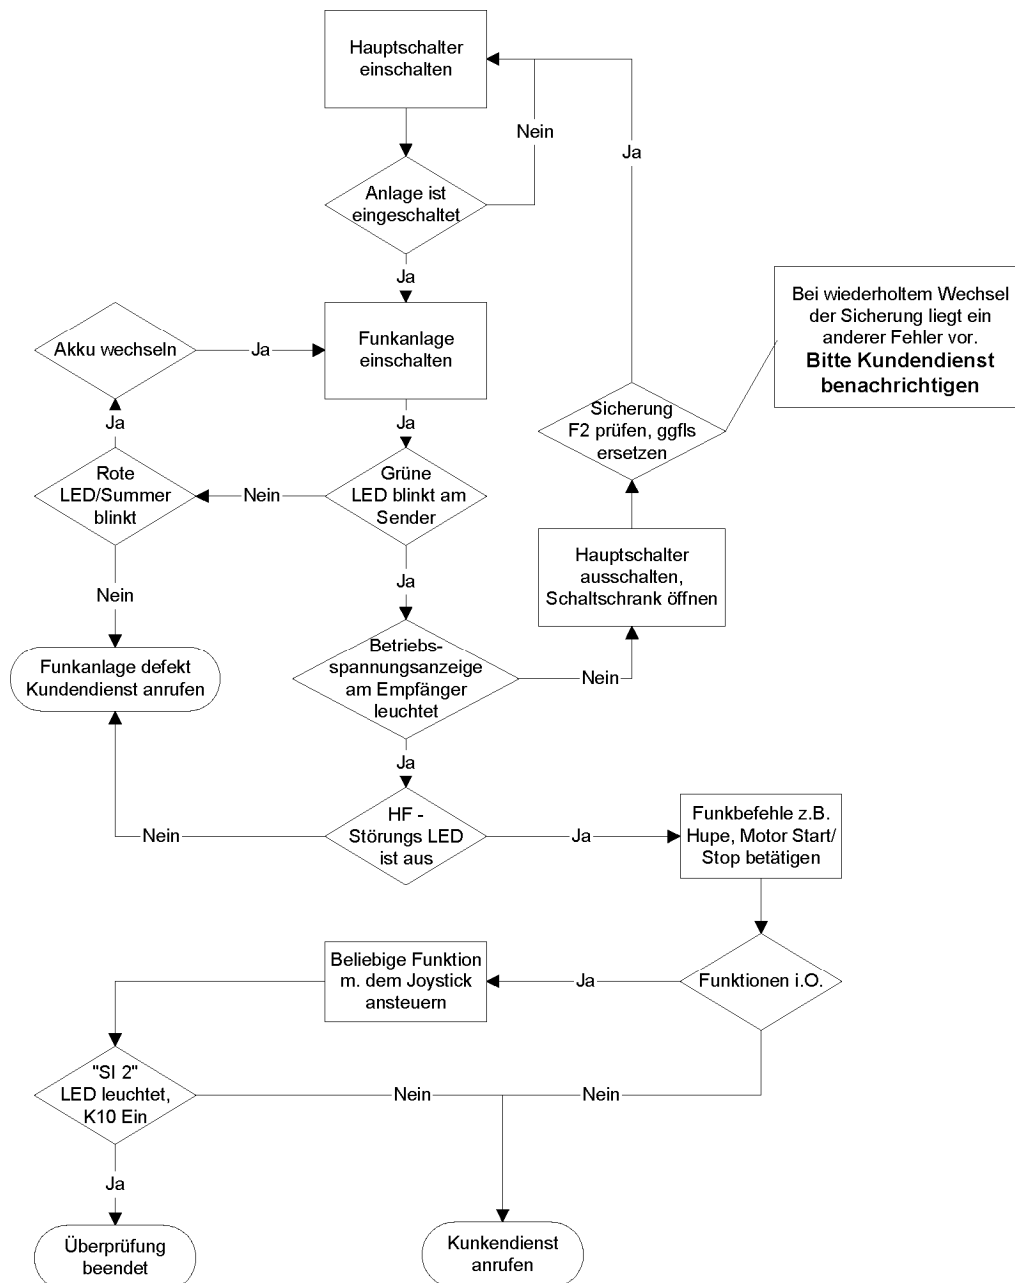 Hauptschalter
einschalten
Nein
Ja
Anlage ist
eingeschaltet
Ja
Bei wiederholtem Wechsel
der Sicherung liegt ein
anderer Fehler vor.
Bitte Kundendienst
benachrichtigen
Akku wechseln
Ja
Funkanlage
einschalten
Sicherung
F2 prüfen, ggfls
ersetzen
Ja
Ja
Rote
LED/Summer
blinkt
Nein
Grüne
LED blinkt am
Sender
Hauptschalter
ausschalten,
Schaltschrank öffnen
Nein
Ja
Funkanlage defekt
Kundendienst anrufen
Betriebs-
spannungsanzeige
am Empfänger
leuchtet
Nein
Ja
Nein
HF -
Störungs LED
ist aus
Ja
Funkbefehle z.B.
Hupe, Motor Start/
Stop betätigen
Beliebige Funktion
m. dem Joystick
ansteuern
Ja
Funktionen i.O.
"SI 2"
LED leuchtet,
K10 Ein
Nein
Nein
Ja
Überprüfung
beendet
Kunkendienst
anrufen